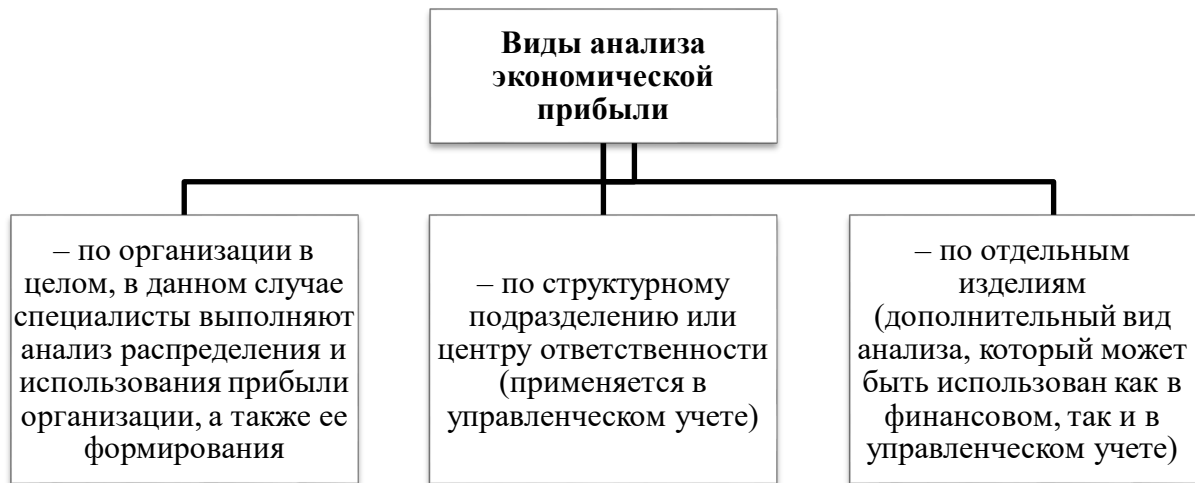 Виды анализа
экономической
прибыли
– по организации в
целом, в данном случае
специалисты выполняют
анализ распределения и
использования прибыли
организации, а также ее
формирования
– по структурному
подразделению или
центру ответственности
(применяется в
управленческом учете)
– по отдельным
изделиям
(дополнительный вид
анализа, который может
быть использован как в
финансовом, так и в
управленческом учете)